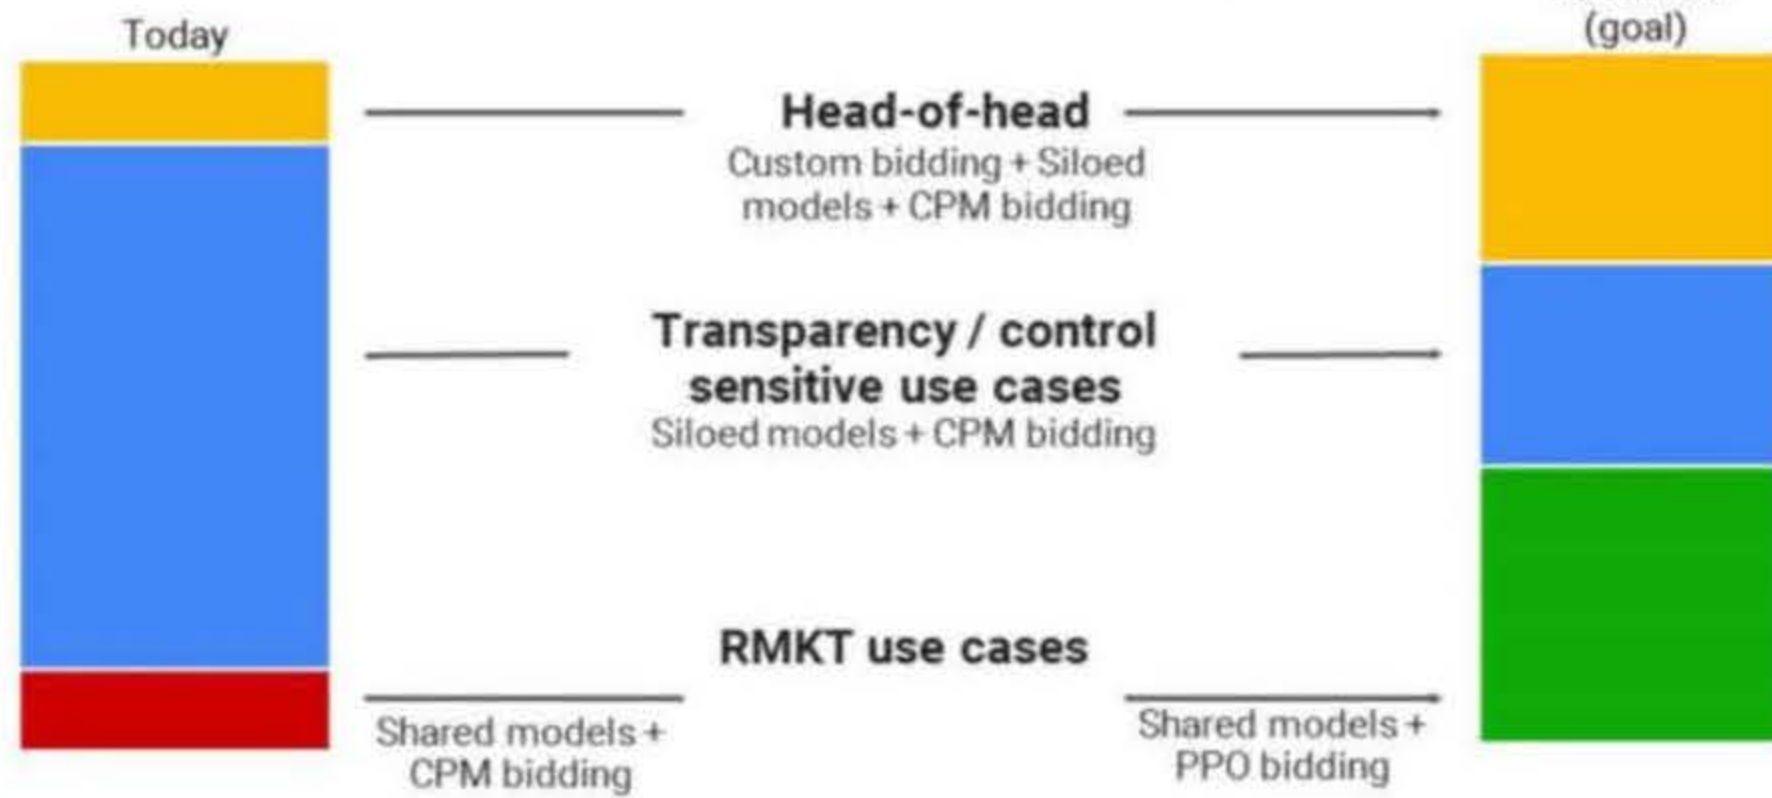 Today
(goal)
Head-of-head
Custom bidding + Siloed
models + CPM bidding
Transparency / control
sensitive use cases
Siloed models + CPM bidding
RMKT use cases
Shared models +
CPM bidding
Shared models +
PPO bidding